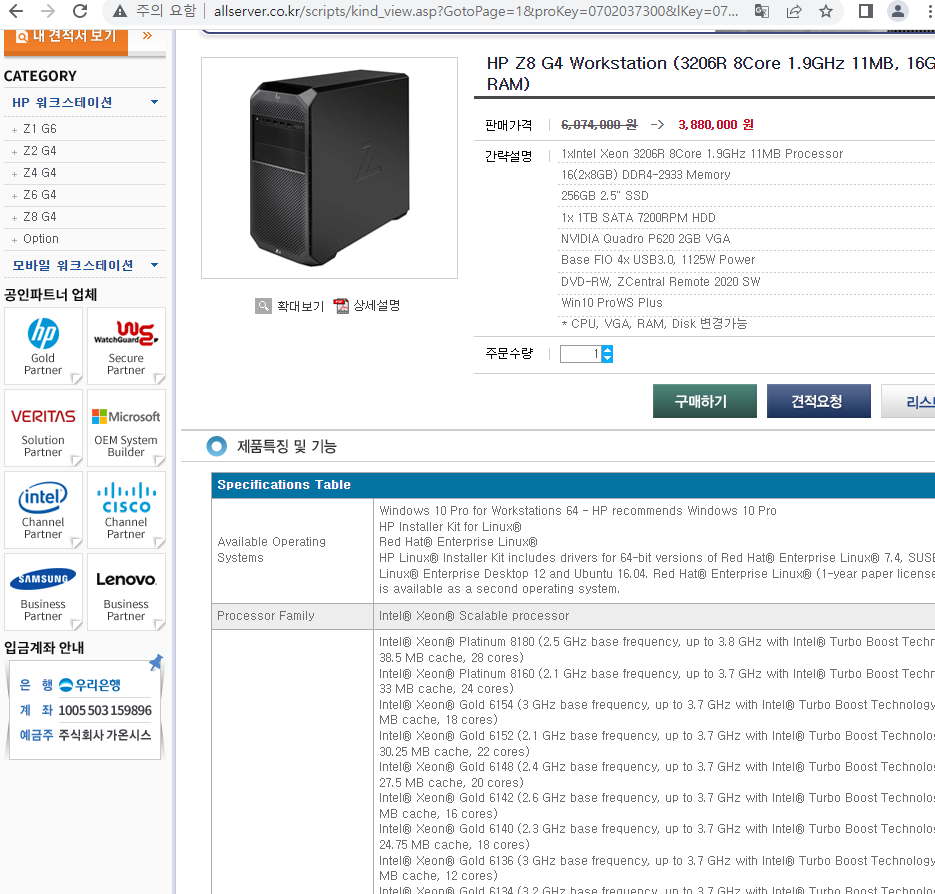 주의 요함
allserver.co.kr/scripts/kind_view.asp?GotoPage=1&proKey=0702037300&lKey=07...
내 견적서 보기 »
CATEGORY
HP 워크스테이션
+ Z1 G6
+ Z2 G4
+ Z4 G4
+ Z6 G4
+ Z8 G4
+ Option
모바일 워크스테이션
공인파트너 업체
hp
Gold
Partner
WatchGuard
Secure
Partner
VERITAS
Solution
Partner
Microsoft
OEM System
Builder
intel
Channel
Partner
CISCO
Channel
Partner
SAMSUNG
Business
Partner
Lenovo
Business
Partner
입금계좌 안내
은 행 우리은행
계 좌 1005 503 159896
예금주 주식회사 가온시스
HP Z8 G4 Workstation (3206R 8Core 1.9GHz 11MB, 16G
RAM)
판매가격 6,074,000 원 -> 3,880,000 원
간략설명 1xIntel Xeon 3206R 8Core 1.9GHz 11MB Processor
16(2x8GB) DDR4-2933 Memory
256GB 2.5" SSD
1x 1TB SATA 7200RPM HDD
NVIDIA Quadro P620 2GB VGA
Base FIO 4x USB3.0, 1125W Power
DVD-RW, ZCentral Remote 2020 SW
Win10 ProWS Plus
* CPU, VGA, RAM, Disk 변경가능
확대보기 상세설명
주문수량 1
구매하기 견적요청 리스
제품특징 및 기능
Specifications Table
Available Operating
Systems
Windows 10 Pro for Workstations 64 - HP recommends Windows 10 Pro
HP Installer Kit for Linux®
Red Hat® Enterprise Linux®
HP Linux® Installer Kit includes drivers for 64-bit versions of Red Hat® Enterprise Linux® 7.4, SUSE
Linux® Enterprise Desktop 12 and Ubuntu 16.04. Red Hat® Enterprise Linux® (1-year paper license
is available as a second operating system.
Processor Family Intel® Xeon® Scalable processor
Intel® Xeon® Platinum 8180 (2.5 GHz base frequency, up to 3.8 GHz with Intel® Turbo Boost Techn
38.5 MB cache, 28 cores)
Intel® Xeon® Platinum 8160 (2.1 GHz base frequency, up to 3.7 GHz with Intel® Turbo Boost Techn
33 MB cache, 24 cores)
Intel® Xeon® Gold 6154 (3 GHz base frequency, up to 3.7 GHz with Intel® Turbo Boost Technology
MB cache, 18 cores)
Intel® Xeon® Gold 6152 (2.1 GHz base frequency, up to 3.7 GHz with Intel® Turbo Boost Technolo
30.25 MB cache, 22 cores)
Intel® Xeon® Gold 6148 (2.4 GHz base frequency, up to 3.7 GHz with Intel® Turbo Boost Technolo
27.5 MB cache, 20 cores)
Intel® Xeon® Gold 6142 (2.6 GHz base frequency, up to 3.7 GHz with Intel® Turbo Boost Technolo
MB cache, 16 cores)
Intel® Xeon® Gold 6140 (2.3 GHz base frequency, up to 3.7 GHz with Intel® Turbo Boost Technolo
24.75 MB cache, 18 cores)
Intel® Xeon® Gold 6136 (3 GHz base frequency, up to 3.7 GHz with Intel® Turbo Boost Technology
MB cache, 12 cores)
Intel® Xeon® Gold 6134 (3.2 GHz base frequency, up to 3.7 GHz with Intel® Turbo Boost Technolo